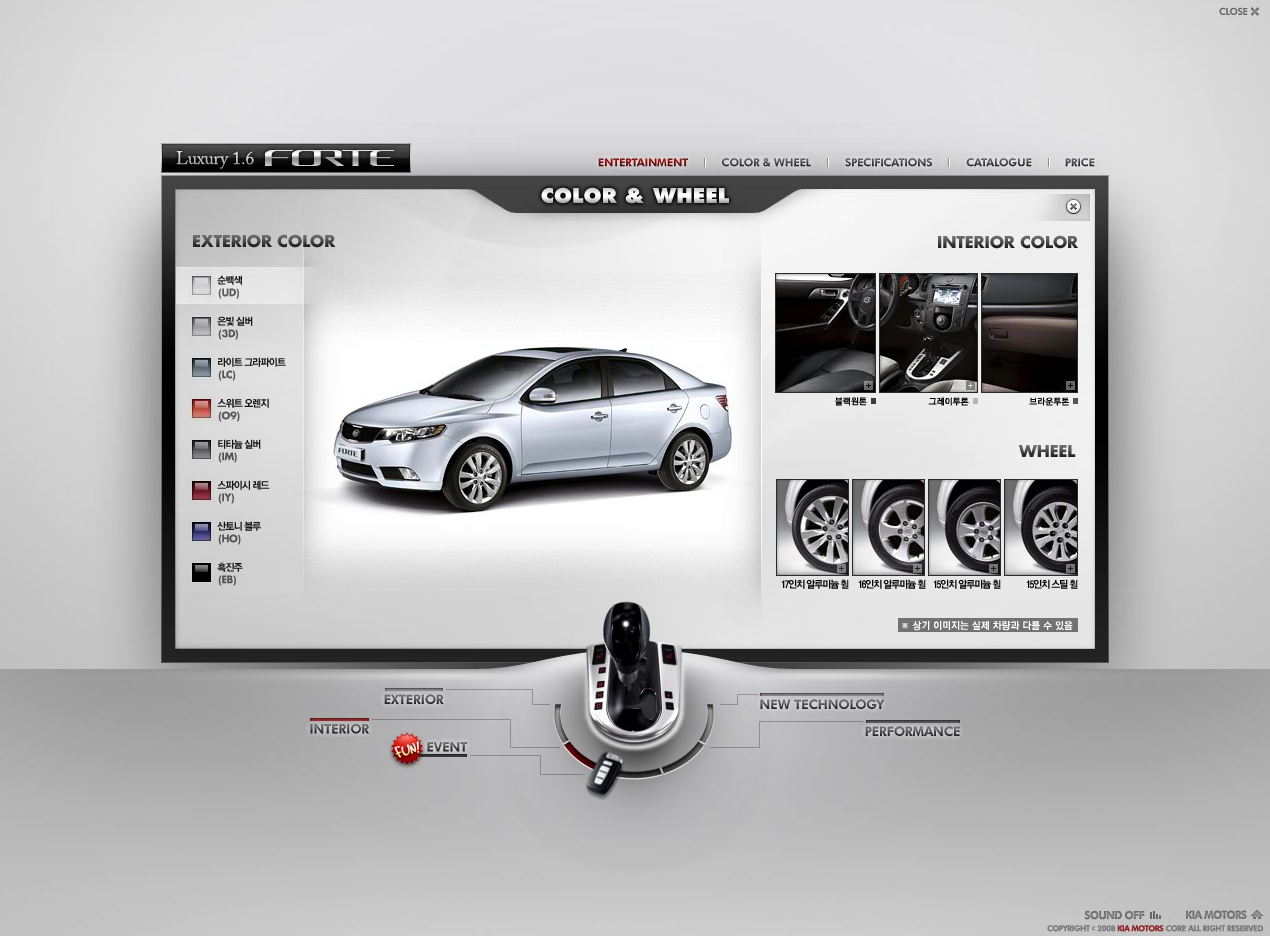 CLOSE
Luxury 1.6 FORTE
ENTERTAINMENT
COLOR & WHEEL
SPECIFICATIONS
CATALOGUE
PRICE
COLOR & WHEEL
EXTERIOR COLOR
순백색
(UD)
은빛 실버
(3D)
라이트 그라파이트
(LC)
스위트 오렌지
(O9)
티타늄 실버
(IM)
스파이시 레드
(IY)
산토니 블루
(HO)
흑진주
(EB)
FORTE
INTERIOR COLOR
블랙원톤
그레이투톤
브라운투톤
WHEEL
17인치 알루미늄 휠
16인치 알루미늄 휠
15인치 알루미늄 휠
15인치 스틸 휠
※ 상기 이미지는 실제 차량과 다를 수 있음
EXTERIOR
INTERIOR
FUN! EVENT
NEW TECHNOLOGY
PERFORMANCE
SOUND OFF
KIA MOTORS
COPYRIGHT © 2008 KIA MOTORS CORP. ALL RIGHT RESERVED